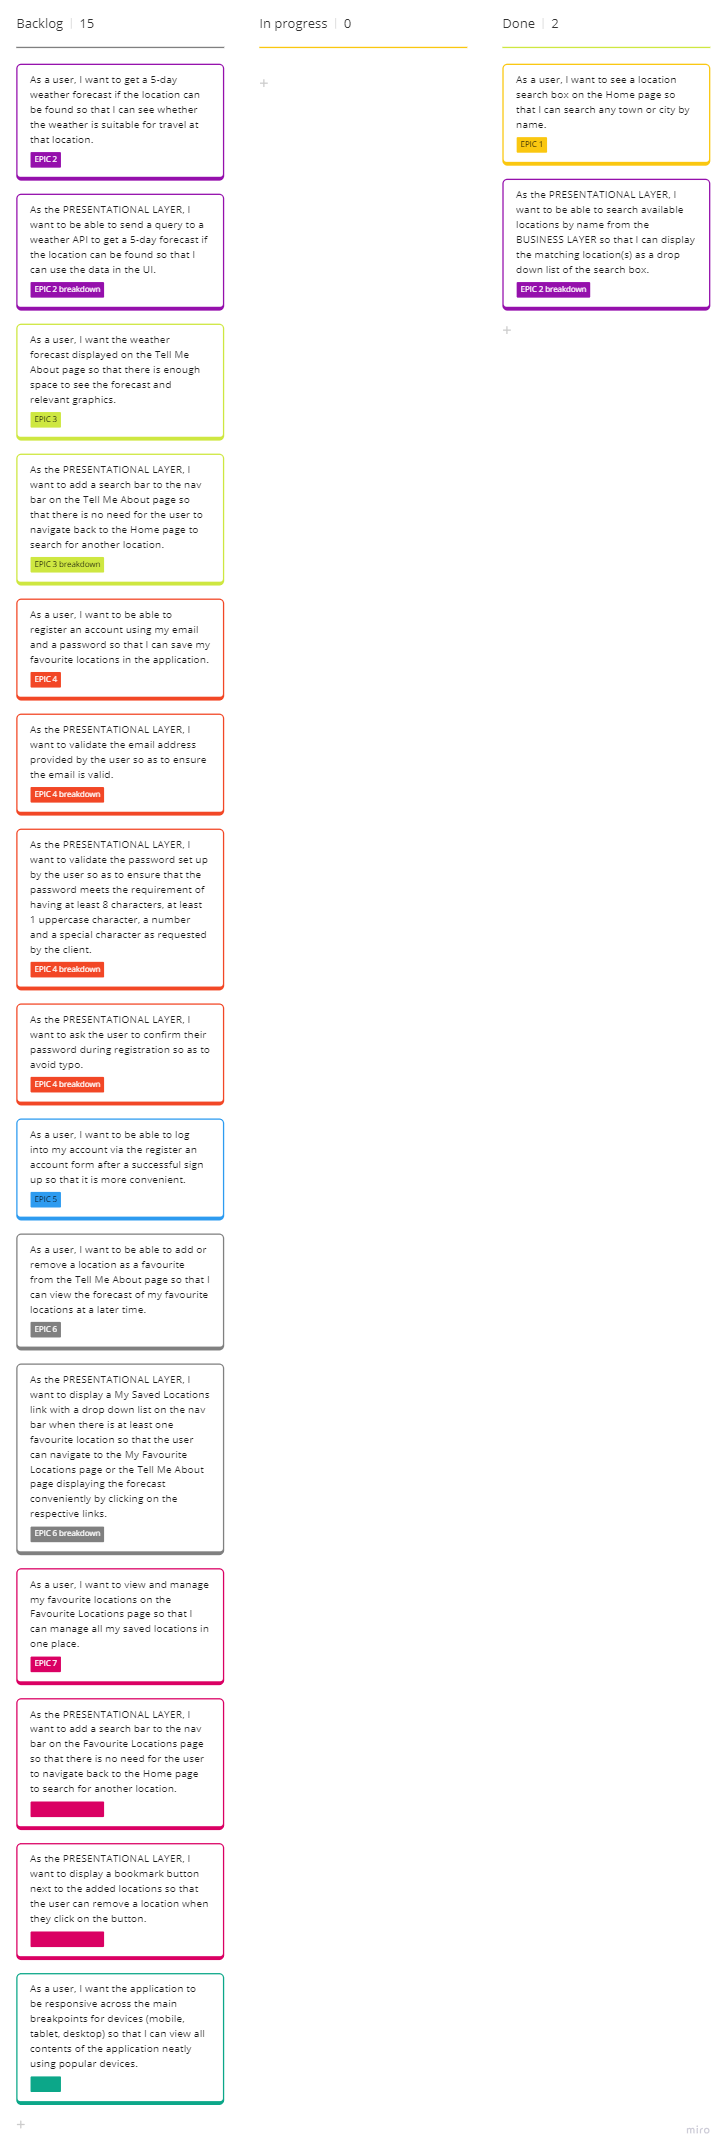 Backlog | 15
As a user, I want to get a 5-day
weather forecast if the location can
be found so that I can see whether
the weather is suitable for travel at
that location.
EPIC 2
As the PRESENTATIONAL LAYER, I
want to be able to send a query to a
weather API to get a 5-day forecast if
the location can be found so that I
can use the data in the UI.
EPIC 2 breakdown
As a user, I want the weather
forecast displayed on the Tell Me
About page so that there is enough
space to see the forecast and
relevant graphics.
EPIC 3
As the PRESENTATIONAL LAYER, I
want to add a search bar to the nav
bar on the Tell Me About page so
that there is no need for the user to
navigate back to the Home page to
search for another location.
EPIC 3 breakdown
As a user, I want to be able to
register an account using my email
and a password so that I can save my
favourite locations in the application.
EPIC 4
As the PRESENTATIONAL LAYER, I
want to validate the email address
provided by the user so as to ensure
the email is valid.
EPIC 4 breakdown
As the PRESENTATIONAL LAYER, I
want to validate the password set up
by the user so as to ensure that the
password meets the requirement of
having at least 8 characters, at least
1 uppercase character, a number
and a special character as requested
by the client.
EPIC 4 breakdown
As the PRESENTATIONAL LAYER, I
want to ask the user to confirm their
password during registration so as to
avoid typo.
EPIC 4 breakdown
As a user, I want to be able to log
into my account via the register an
account form after a successful sign
up so that it is more convenient.
EPIC 5
As a user, I want to be able to add or
remove a location as a favourite
from the Tell Me About page so that I
can view the forecast of my favourite
locations at a later time.
EPIC 6
As the PRESENTATIONAL LAYER, I
want to display a My Saved Locations
link with a drop down list on the nav
bar when there is at least one
favourite location so that the user
can navigate to the My Favourite
Locations page or the Tell Me About
page displaying the forecast
conveniently by clicking on the
respective links.
EPIC 6 breakdown
As a user, I want to view and manage
my favourite locations on the
Favourite Locations page so that I
can manage all my saved locations in
one place.
EPIC 7
As the PRESENTATIONAL LAYER, I
want to add a search bar to the nav
bar on the Favourite Locations page
so that there is no need for the user
to navigate back to the Home page
to search for another location.
As the PRESENTATIONAL LAYER, I
want to display a bookmark button
next to the added locations so that
the user can remove a location when
they click on the button.
As a user, I want the application to
be responsive across the main
breakpoints for devices (mobile,
tablet, desktop) so that I can view all
contents of the application neatly
using popular devices.
+
In progress | 0
+
Done | 2
As a user, I want to see a location
search box on the Home page so
that I can search any town or city by
name.
EPIC 1
As the PRESENTATIONAL LAYER, I
want to be able to search available
locations by name from the
BUSINESS LAYER so that I can display
the matching location(s) as a drop
down list of the search box.
EPIC 2 breakdown
+
miro